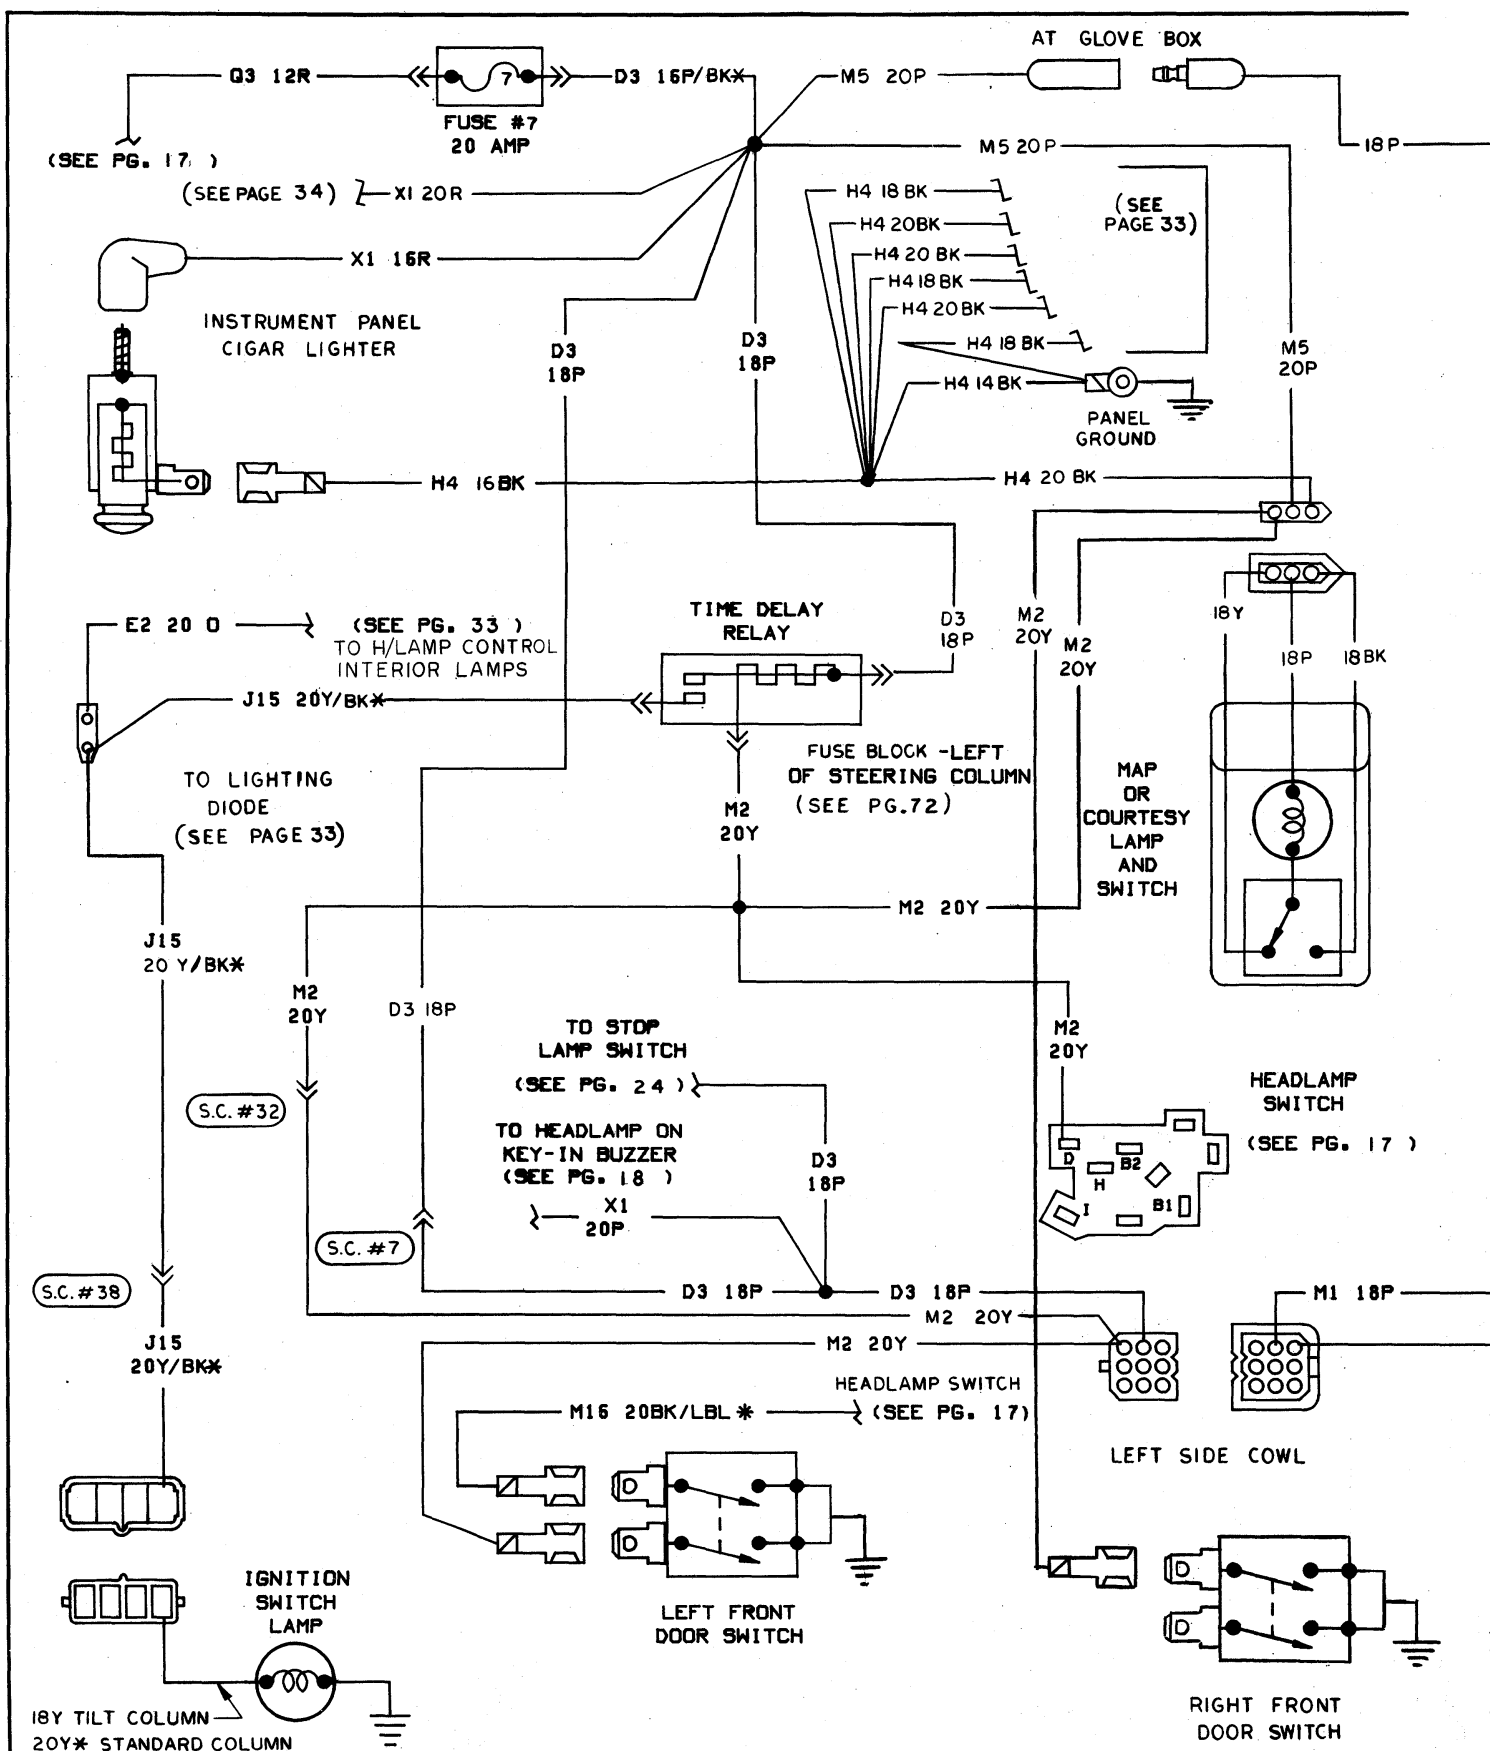 AT GLOVE BOX
Q3 12R
7
D3 16P/BK*
M5 20P
FUSE #7
20 AMP
(SEE PG. 17 )
M5 20P
18P
(SEE PAGE 34)
X1 20R
H4 18 BK
(SEE
PAGE 33)
H4 20BK
X1 16R
H4 20 BK
H4 18 BK
H4 20 BK
INSTRUMENT PANEL
CIGAR LIGHTER
D3
18P
D3
18P
H4 18 BK
M5
20P
H4 14 BK
PANEL
GROUND
H4 16BK
H4 20 BK
E2 20 O
(SEE PG. 33 )
TO H/LAMP CONTROL
INTERIOR LAMPS
TIME DELAY
RELAY
D3
18P
M2
20Y
M2
20Y
18Y
18P
18BK
J15 20Y/BK*
FUSE BLOCK -LEFT
OF STEERING COLUMN
(SEE PG.72)
TO LIGHTING
DIODE
(SEE PAGE 33)
M2
20Y
MAP
OR
COURTESY
LAMP
AND
SWITCH
M2 20Y
J15
20 Y/BK*
M2
20Y
D3 18P
TO STOP
LAMP SWITCH
(SEE PG. 24 )
M2
20Y
HEADLAMP
SWITCH
(SEE PG. 17 )
S.C. #32
TO HEADLAMP ON
KEY-IN BUZZER
(SEE PG. 18 )
X1
20P
D3
18P
D
B2
H
I
B1
S.C. #7
S.C. #38
D3 18P
D3 18P
M1 18P
M2 20Y
M2 20Y
J15
20Y/BK*
HEADLAMP SWITCH
(SEE PG. 17)
M16 20BK/LBL *
LEFT SIDE COWL
IGNITION
SWITCH
LAMP
LEFT FRONT
DOOR SWITCH
RIGHT FRONT
DOOR SWITCH
18Y TILT COLUMN
20Y* STANDARD COLUMN